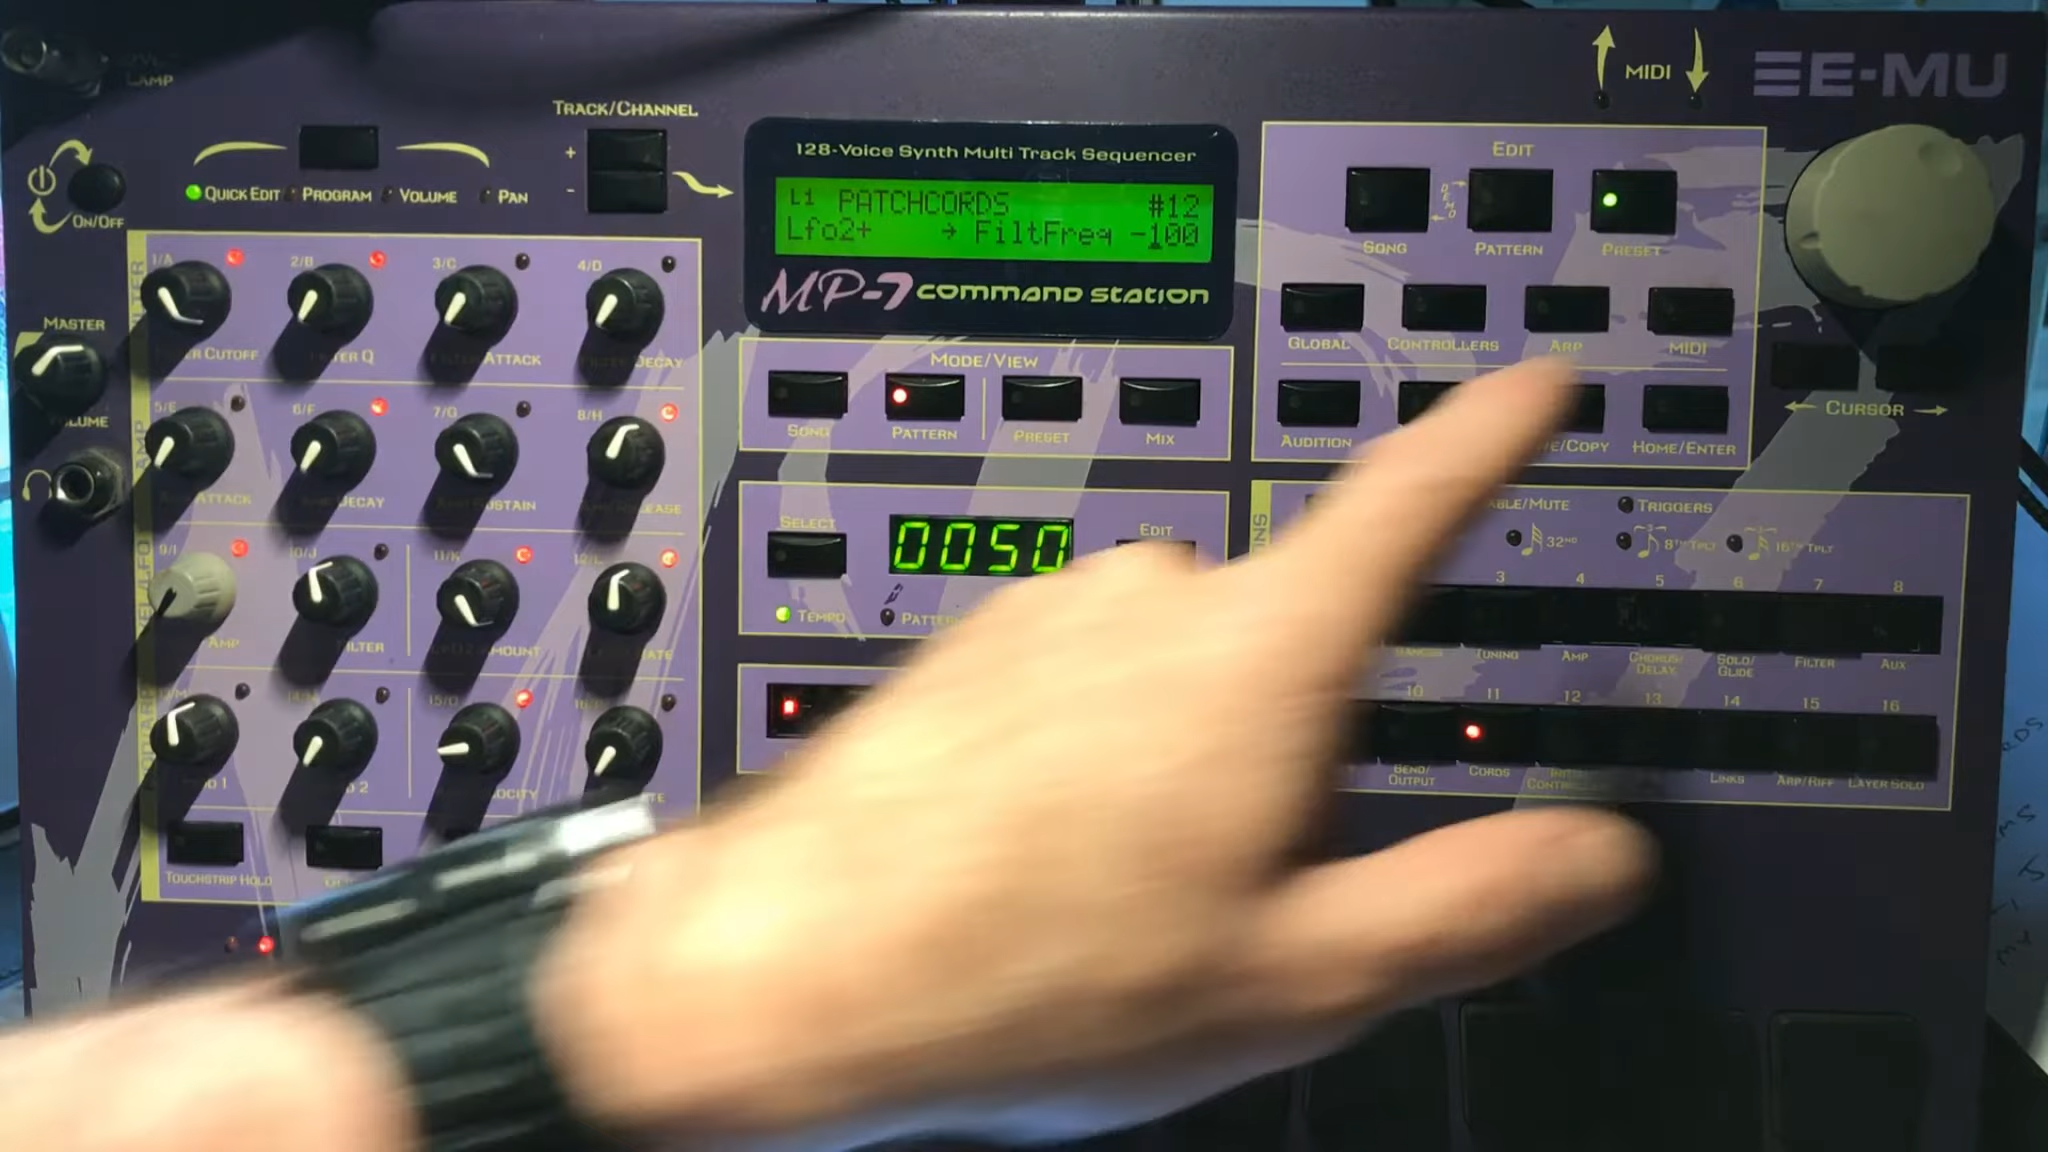 LAMP
MIDI
E-MU
TRACK/CHANNEL
+
-
128-Voice Synth Multi Track Sequencer
EDIT
QUICK EDIT PROGRAM VOLUME PAN
ON/OFF
L1 PATCHCORDS #12
Lfo2+ → FiltFreq -100
MP-7 COMMAND STATION
SONG
PATTERN
PRESET
1/A
2/B
3/C
4/D
MASTER
GLOBAL
CONTROLLERS
ARP
MIDI
FILTER Q
ATTACK
MODE/VIEW
SONG
PATTERN
PRESET
MIX
← CURSOR →
AUDITION
HOME/ENTER
5/E
6/F
7/G
8/H
ATTACK
SELECT
0050
EDIT
TRIGGERS
32ND
8TH TPLT
16TH TPLT
TEMPO
3
4
5
6
7
8
9/I
10/J
11/K
AMP
TUNING
AMP
CHORUS/
DELAY
SOLO/
GLIDE
FILTER
AUX
10
11
12
13
14
15
16
BEND/
OUTPUT
CORDS
LINKS
ARP/RIFF
LAYER SOLO
TOUCHSTRIP HOLD